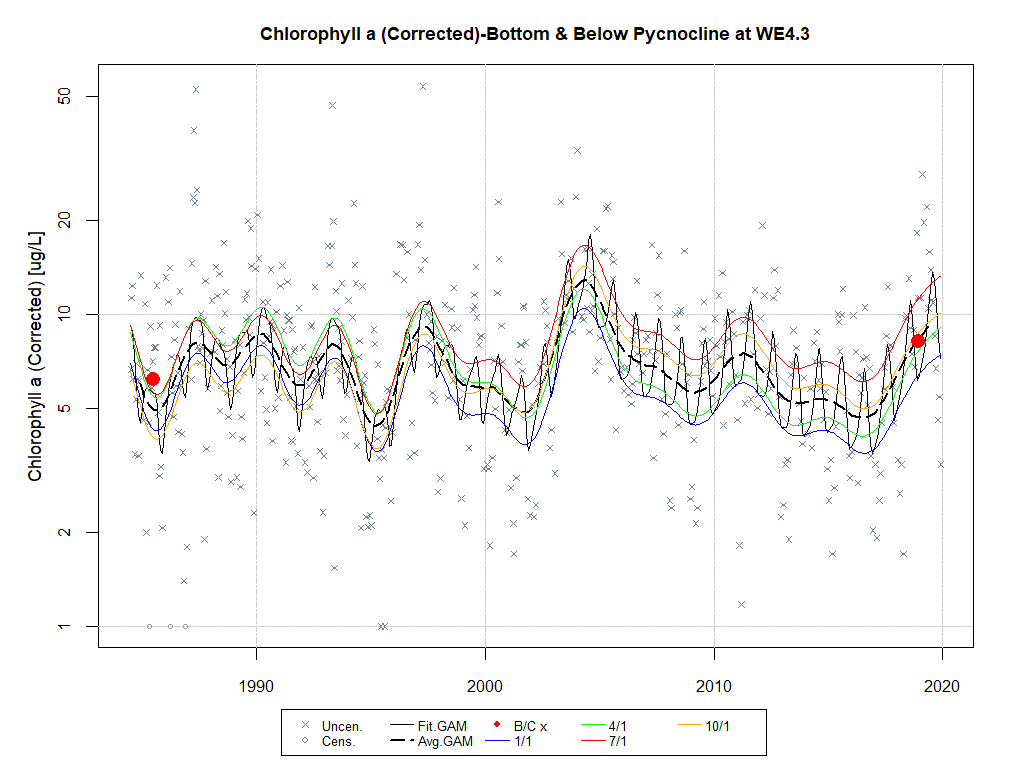 Chlorophyll a (Corrected)-Bottom & Below Pycnocline at WE4.3
Chlorophyll a (Corrected) [ug/L]
50
20
10
5
2
1
1990 2000 2010 2020
Uncen. Fit.GAM B/C x 4/1 10/1
Cens. Avg.GAM 1/1 7/1